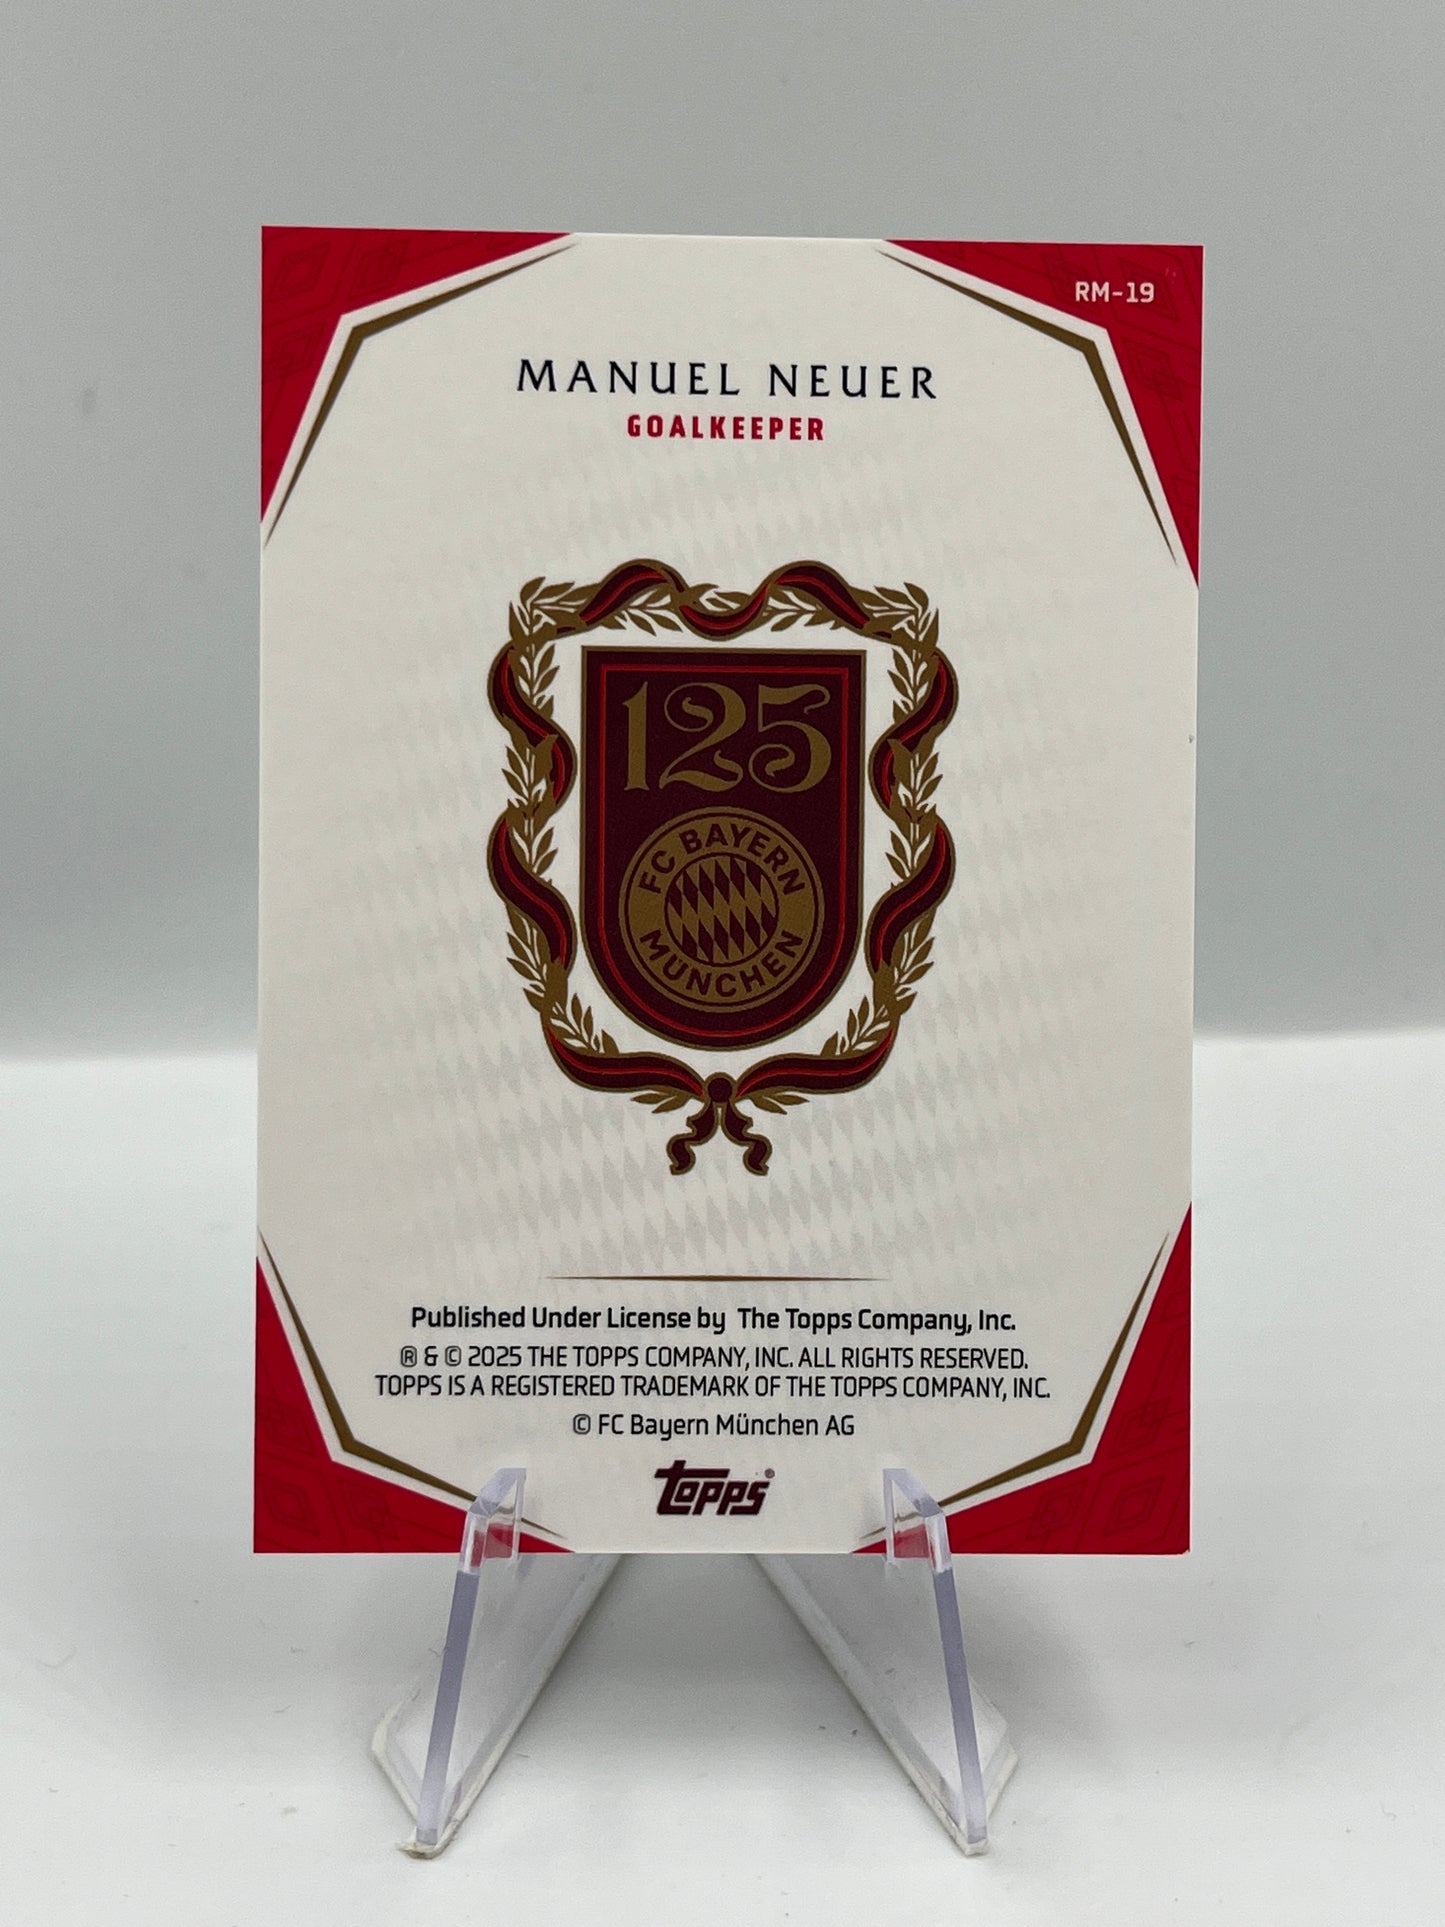 RM-19
MANUEL NEUER
GOALKEEPER
125
FC BAYERN
MÜNCHEN
Published Under License by The Topps Company, Inc.
® & © 2025 THE TOPPS COMPANY, INC. ALL RIGHTS RESERVED.
TOPPS IS A REGISTERED TRADEMARK OF THE TOPPS COMPANY, INC.
© FC Bayern München AG
Topps®